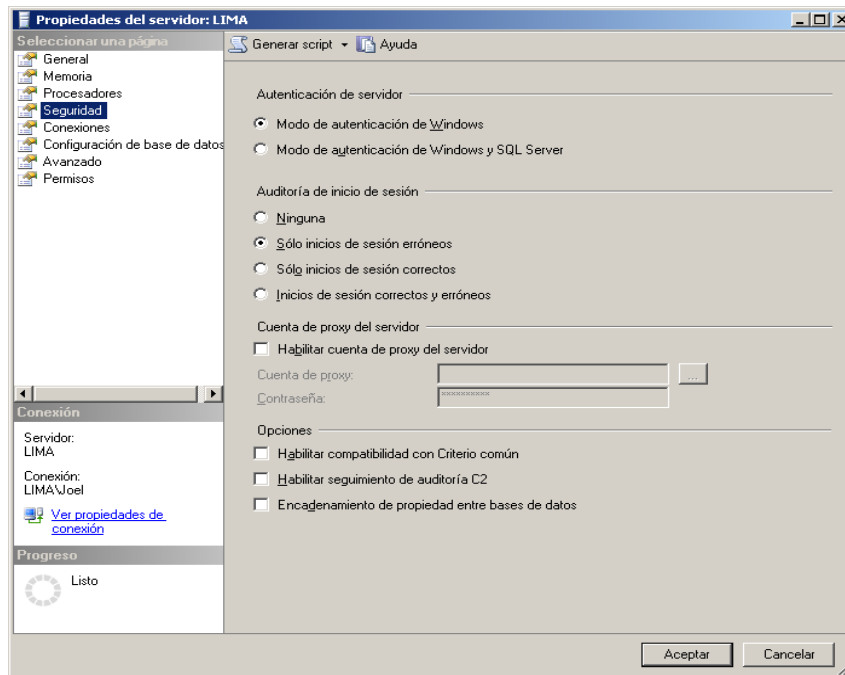 Propiedades del servidor: LIMA
Seleccionar una página
General
Memoria
Procesadores
Seguridad
Conexiones
Configuración de base de datos
Avanzado
Permisos
Conexión
Servidor:
LIMA
Conexión:
LIMA\Joel
Ver propiedades de
conexión
Progreso
Listo
Generar script
Ayuda
Autenticación de servidor
Modo de autenticación de Windows
Modo de autenticación de Windows y SQL Server
Auditoría de inicio de sesión
Ninguna
Sólo inicios de sesión erróneos
Sólo inicios de sesión correctos
Inicios de sesión correctos y erróneos
Cuenta de proxy del servidor
Habilitar cuenta de proxy del servidor
Cuenta de proxy:
...
Contraseña:
**********
Opciones
Habilitar compatibilidad con Criterio común
Habilitar seguimiento de auditoría C2
Encadenamiento de propiedad entre bases de datos
Aceptar
Cancelar